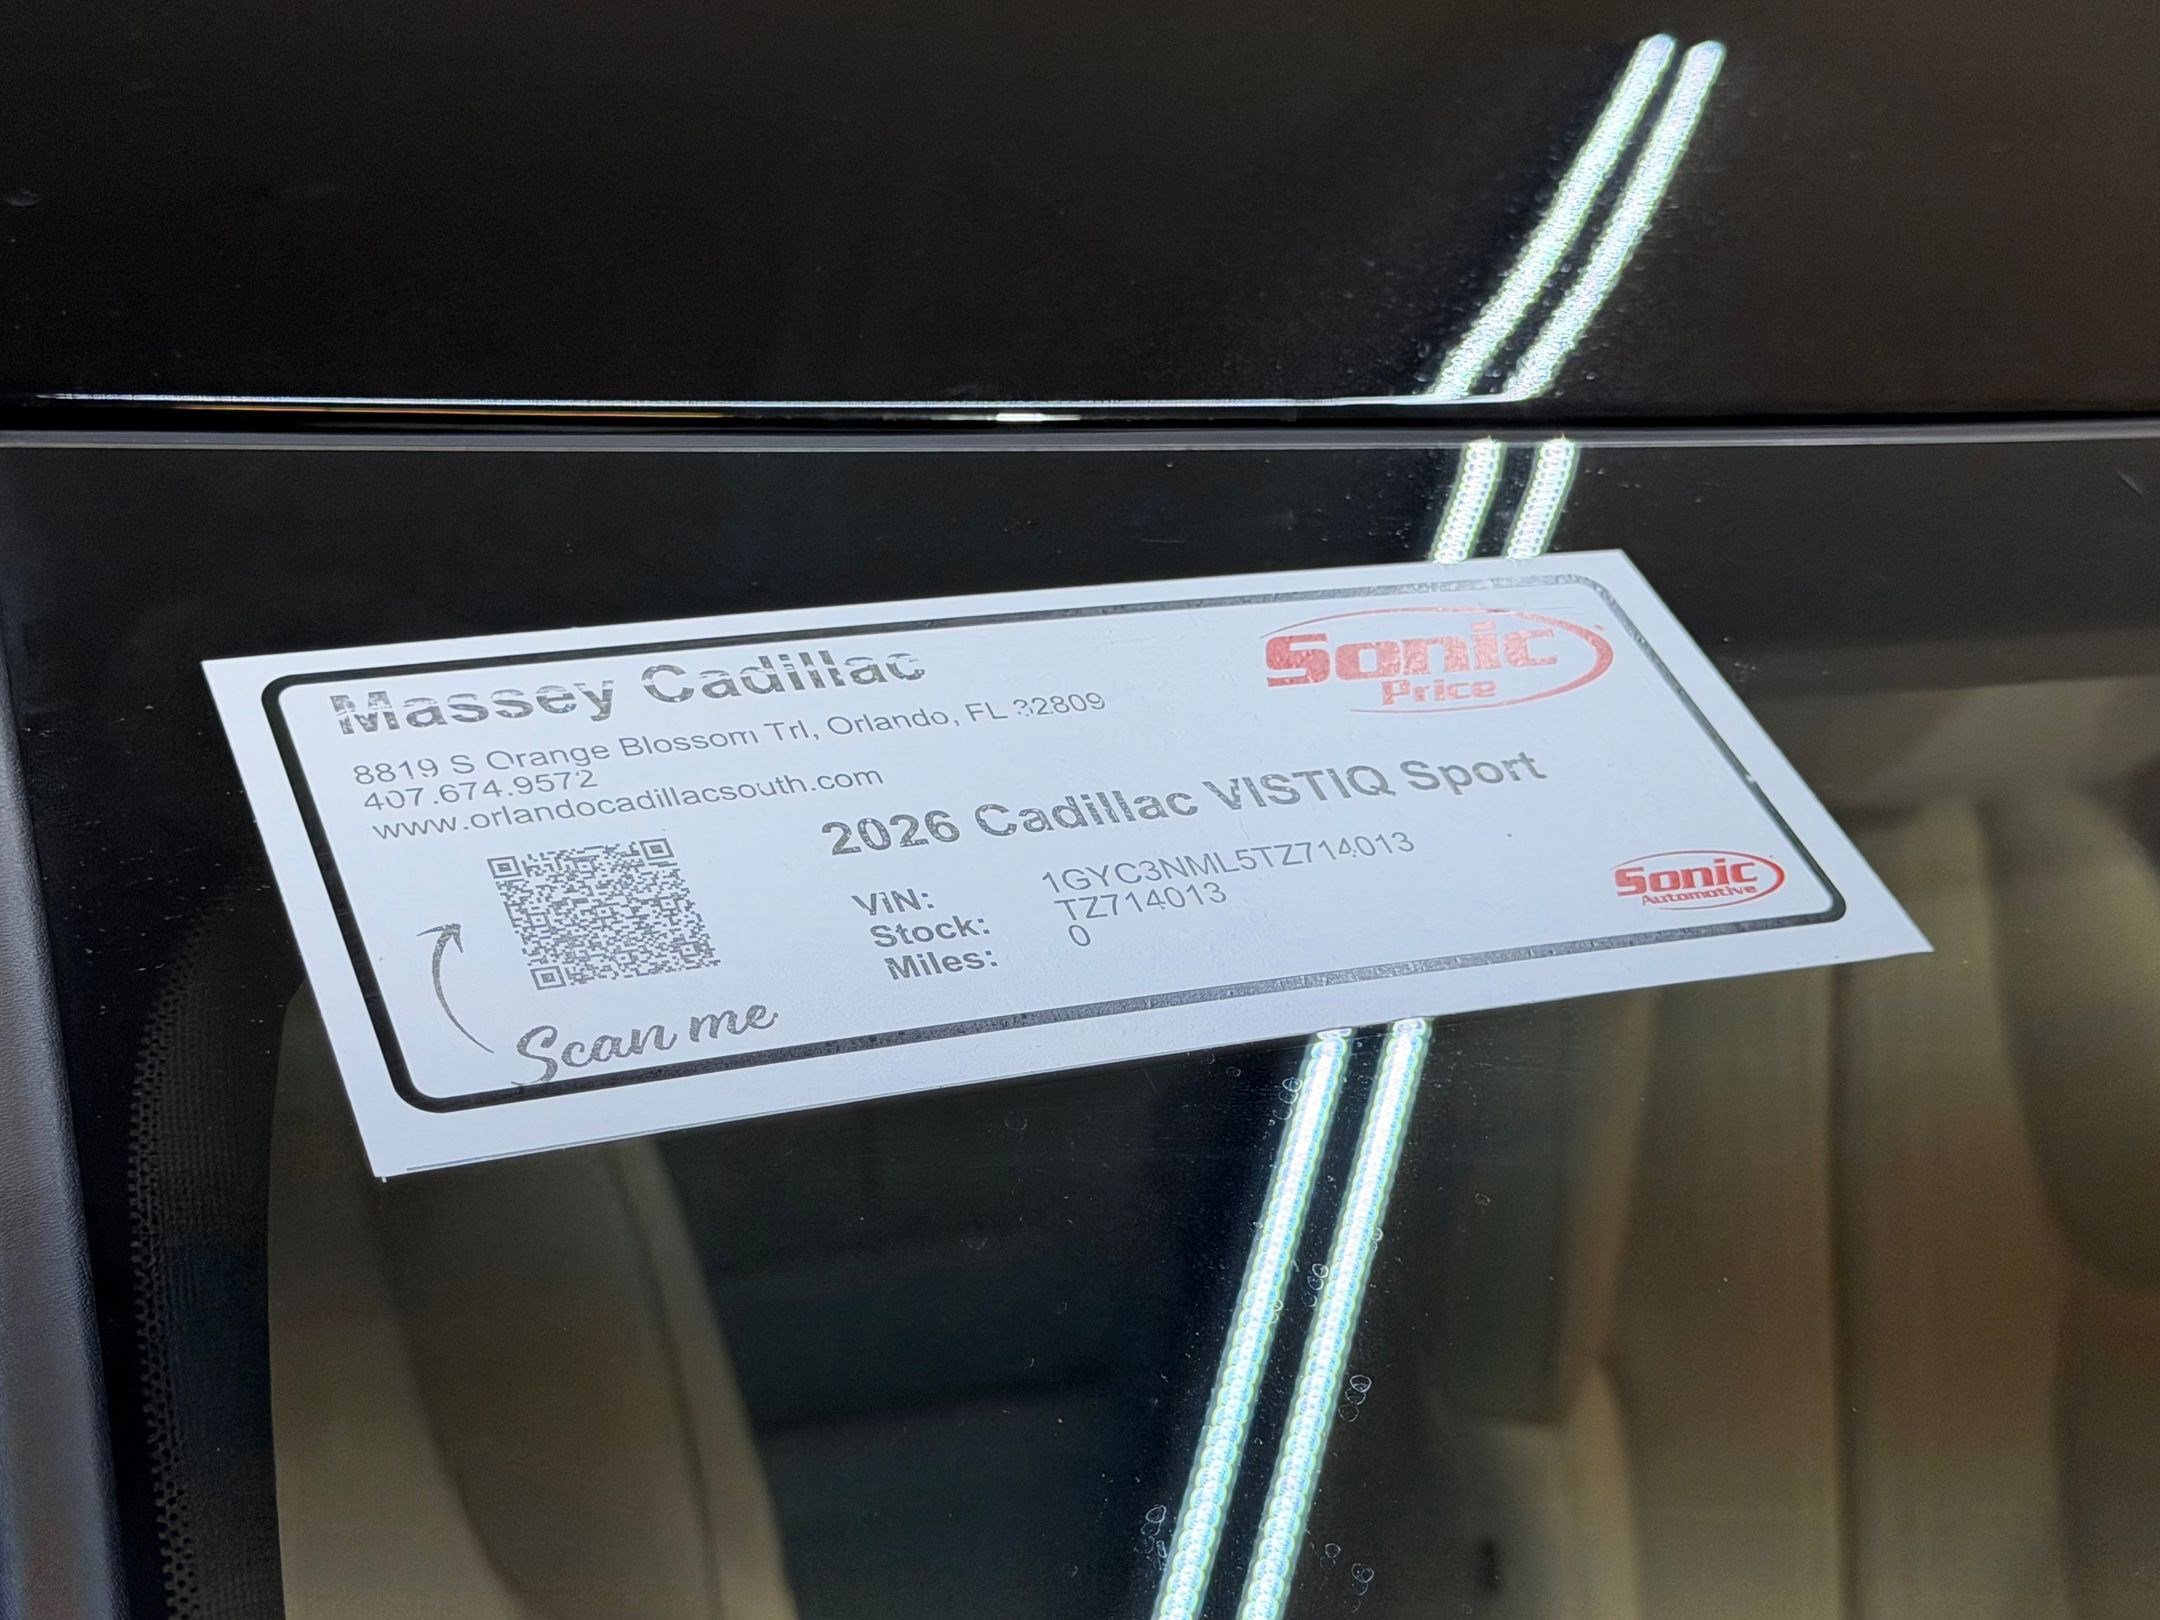 Massey Cadillac
8819 S Orange Blossom Trl, Orlando, FL 32809
407.674.9572
www.orlandocadillacsouth.com
Sonic
Price
2026 Cadillac VISTIQ Sport
VIN: 1GYC3NML5TZ714013
Stock: TZ714013
Miles: 0
Scan me
Sonic
Automotive